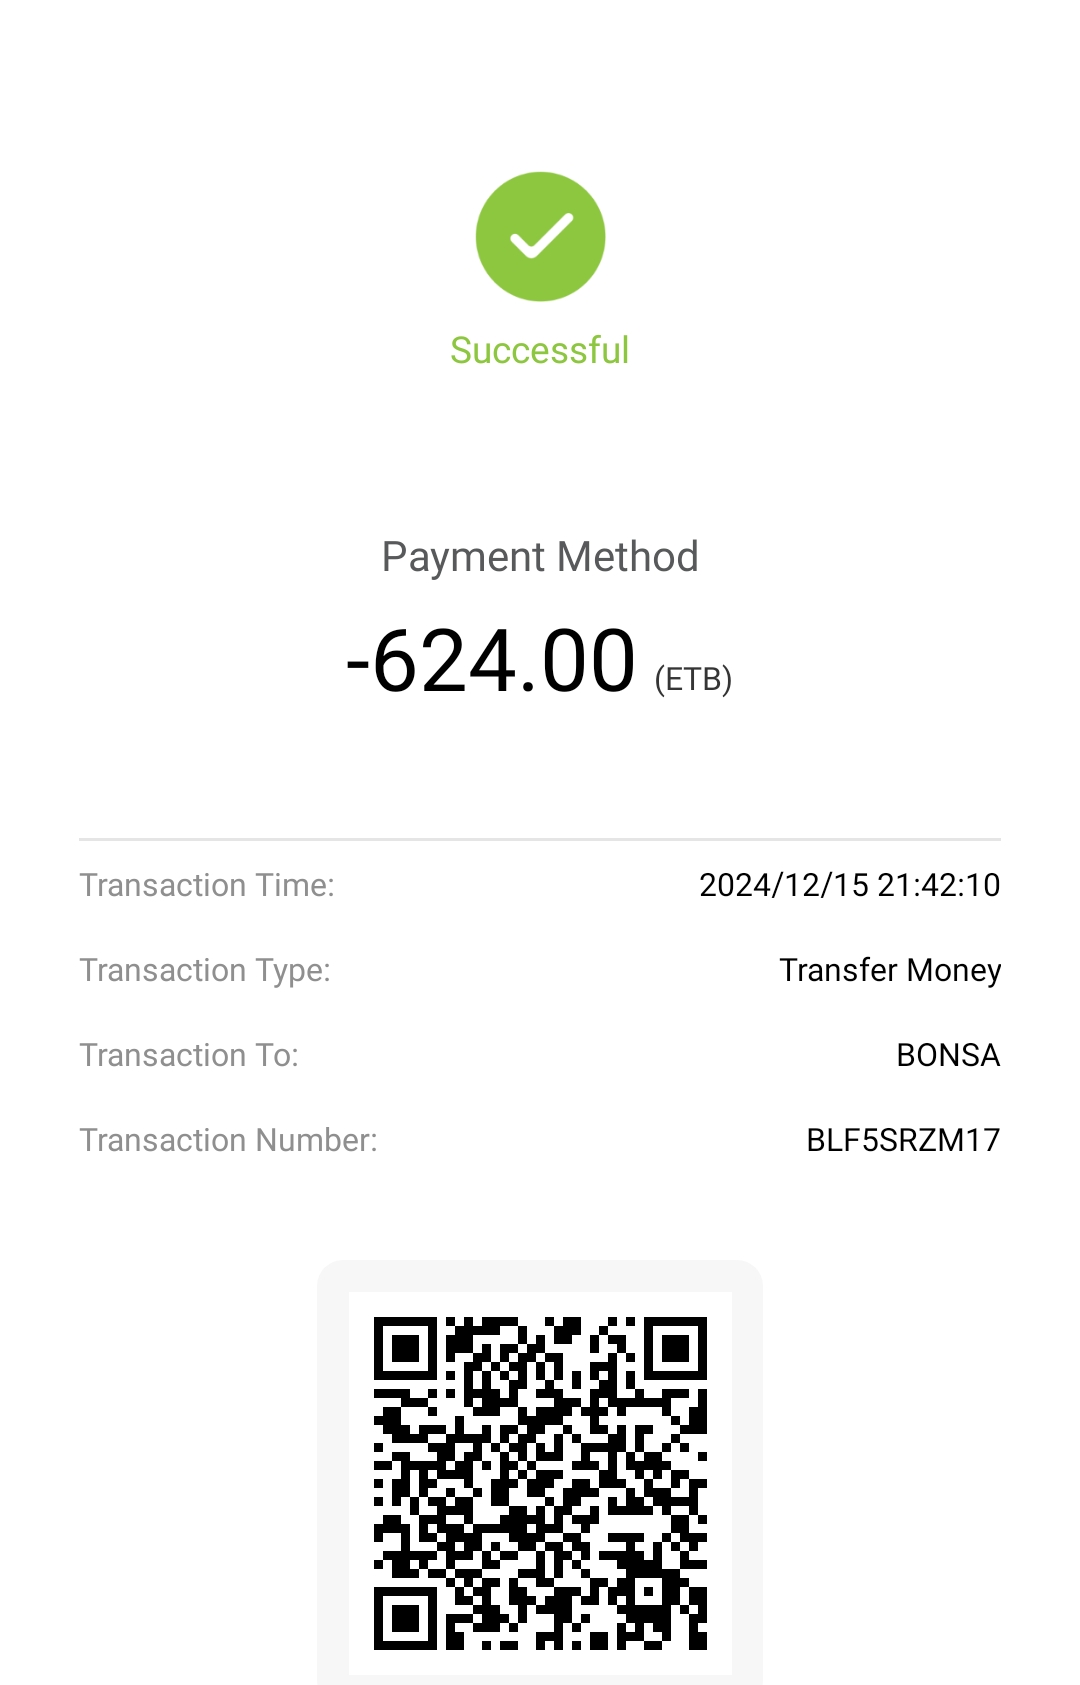 Successful
Payment Method
-624.00 (ETB)
Transaction Time: 2024/12/15 21:42:10
Transaction Type: Transfer Money
Transaction To: BONSA
Transaction Number: BLF5SRZM17